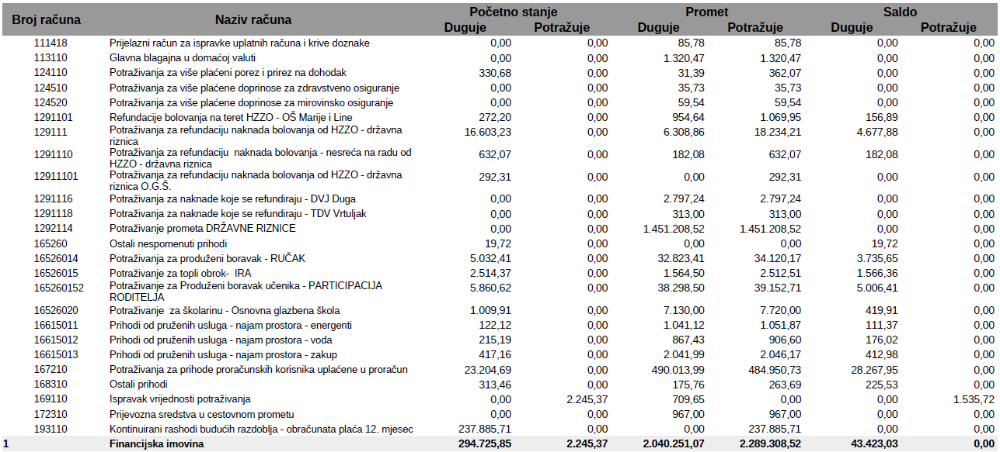 Broj računa Naziv računa Početno stanje Promet Saldo
Duguje Potražuje Duguje Potražuje Duguje Potražuje
111418 Prijelazni račun za ispravke uplatnih računa i krive doznake 0,00 0,00 85,78 85,78 0,00 0,00
113110 Glavna blagajna u domaćoj valuti 0,00 0,00 1.320,47 1.320,47 0,00 0,00
124110 Potraživanja za više plaćeni porez i prirez na dohodak 330,68 0,00 31,39 362,07 0,00 0,00
124510 Potraživanja za više plaćene doprinose za zdravstveno osiguranje 0,00 0,00 35,73 35,73 0,00 0,00
124520 Potraživanja za više plaćene doprinose za mirovinsko osiguranje 0,00 0,00 59,54 59,54 0,00 0,00
1291101 Refundacije bolovanja na teret HZZO - OŠ Marije i Line 272,20 0,00 954,64 1.069,95 156,89 0,00
129111 Potraživanja za refundaciju naknada bolovanja od HZZO - državna 16.603,23 0,00 6.308,86 18.234,21 4.677,88 0,00
riznica
1291110 Potraživanja za refundaciju  naknada bolovanja - nesreća na radu od 632,07 0,00 182,08 632,07 182,08 0,00
HZZO - državna riznica
12911101 Potraživanja za refundaciju naknada bolovanja od HZZO - državna 292,31 0,00 0,00 292,31 0,00 0,00
riznica O.G.Š.
1291116 Potraživanja za naknade koje se refundiraju - DVJ Duga 0,00 0,00 2.797,24 2.797,24 0,00 0,00
1291118 Potraživanja za naknade koje se refundiraju - TDV Vrtuljak 0,00 0,00 313,00 313,00 0,00 0,00
1292114 Potraživanje prometa DRŽAVNE RIZNICE 0,00 0,00 1.451.208,52 1.451.208,52 0,00 0,00
165260 Ostali nespomenuti prihodi 19,72 0,00 0,00 0,00 19,72 0,00
16526014 Potraživanja za produženi boravak - RUČAK 5.032,41 0,00 32.823,41 34.120,17 3.735,65 0,00
16526015 Potraživanje za topli obrok-  IRA 2.514,37 0,00 1.564,50 2.512,51 1.566,36 0,00
165260152 Potraživanje za Produženi boravak učenika - PARTICIPACIJA 5.860,62 0,00 38.298,50 39.152,71 5.006,41 0,00
RODITELJA
16526020 Potraživanje  za školarinu - Osnovna glazbena škola 1.009,91 0,00 7.130,00 7.720,00 419,91 0,00
16615011 Prihodi od pruženih usluga - najam prostora - energenti 122,12 0,00 1.041,12 1.051,87 111,37 0,00
16615012 Prihodi od pruženih usluga - najam prostora - voda 215,19 0,00 867,43 906,60 176,02 0,00
16615013 Prihodi od pruženih usluga - najam prostora - zakup 417,16 0,00 2.041,99 2.046,17 412,98 0,00
167210 Potraživanja za prihode proračunskih korisnika uplaćene u proračun 23.204,69 0,00 490.013,99 484.950,73 28.267,95 0,00
168310 Ostali prihodi 313,46 0,00 175,76 263,69 225,53 0,00
169110 Ispravak vrijednosti potraživanja 0,00 2.245,37 709,65 0,00 0,00 1.535,72
172310 Prijevozna sredstva u cestovnom prometu 0,00 0,00 967,00 967,00 0,00 0,00
193110 Kontinuirani rashodi budućih razdoblja - obračunata plaća 12. mjesec 237.885,71 0,00 0,00 237.885,71 0,00 0,00
1 Financijska imovina 294.725,85 2.245,37 2.040.251,07 2.289.308,52 43.423,03 0,00